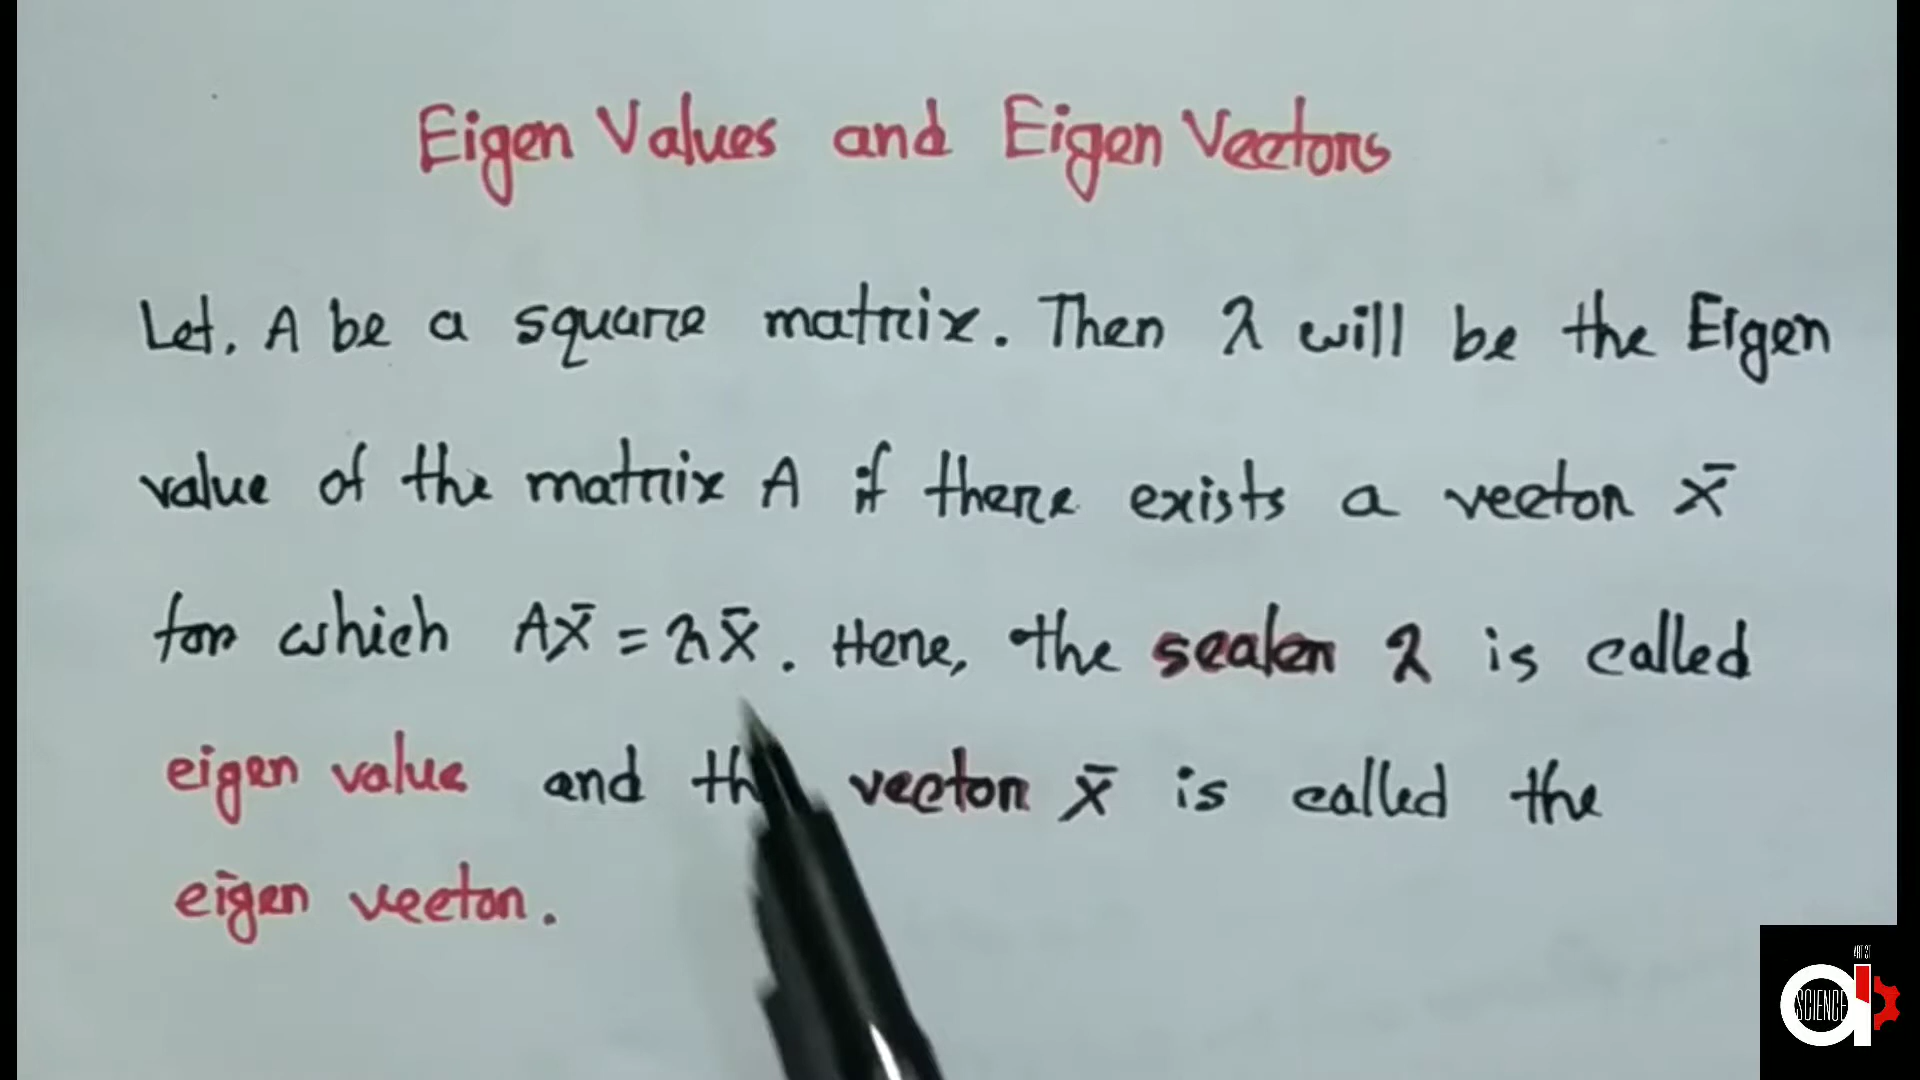 Eigen Values and Eigen Vectors
Let, A be a square matrix. Then λ will be the Eigen
value of the matrix A if there exists a vector x̄
for which Ax̄ = λx̄. Here, the scaler λ is called
eigen value and th vector x̄ is called the
eigen vector.
SCIENCE